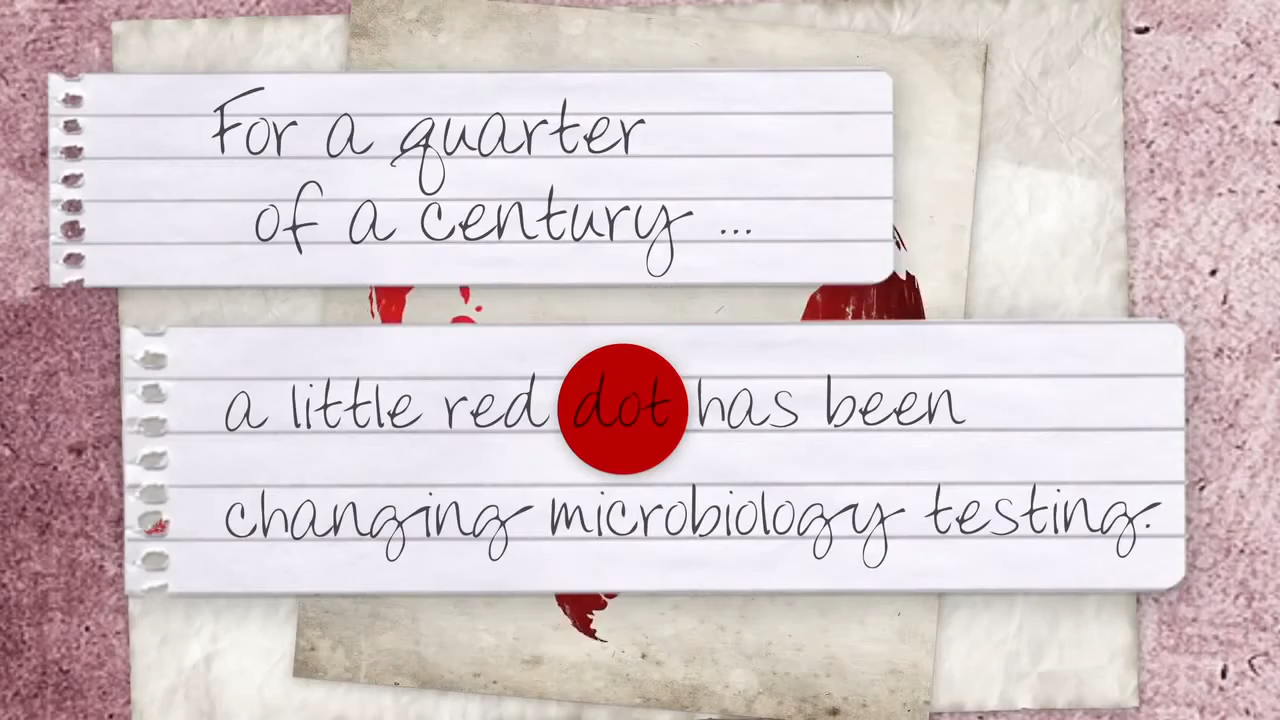 For a quarter
of a century ...
a little red dot has been
changing microbiology testing.